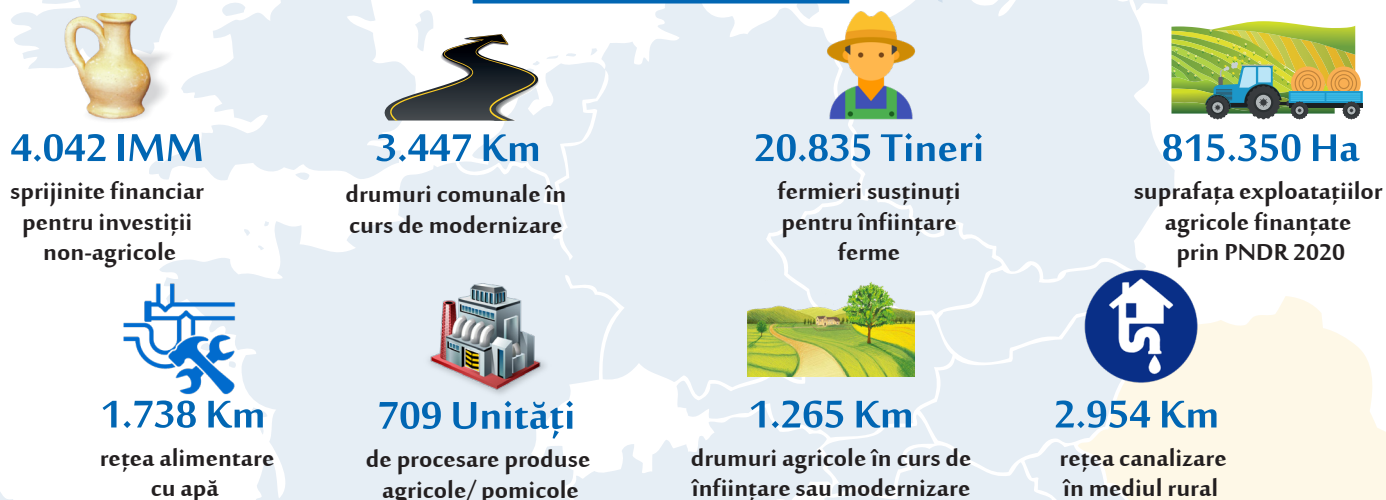 4.042 IMM
sprijinite financiar
pentru investiții
non-agricole
3.447 Km
drumuri comunale în
curs de modernizare
20.835 Tineri
fermieri susținuți
pentru înființare
ferme
815.350 Ha
suprafața exploatațiilor
agricole finanțate
prin PNDR 2020
1.738 Km
rețea alimentare
cu apă
709 Unități
de procesare produse
agricole/ pomicole
1.265 Km
drumuri agricole în curs de
înființare sau modernizare
2.954 Km
rețea canalizare
în mediul rural